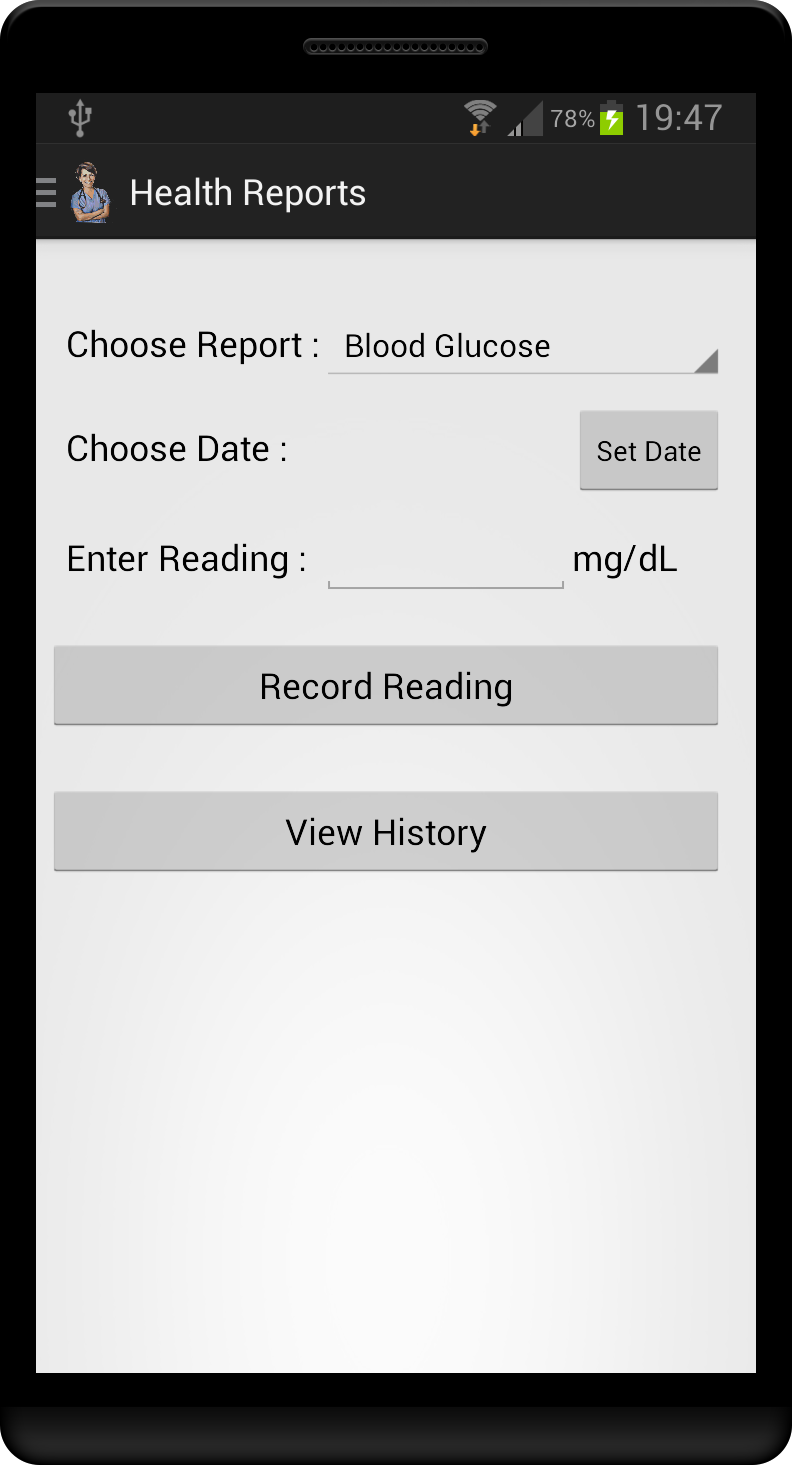 78% 19:47
Health Reports
Choose Report : Blood Glucose
Choose Date : Set Date
Enter Reading : mg/dL
Record Reading
View History